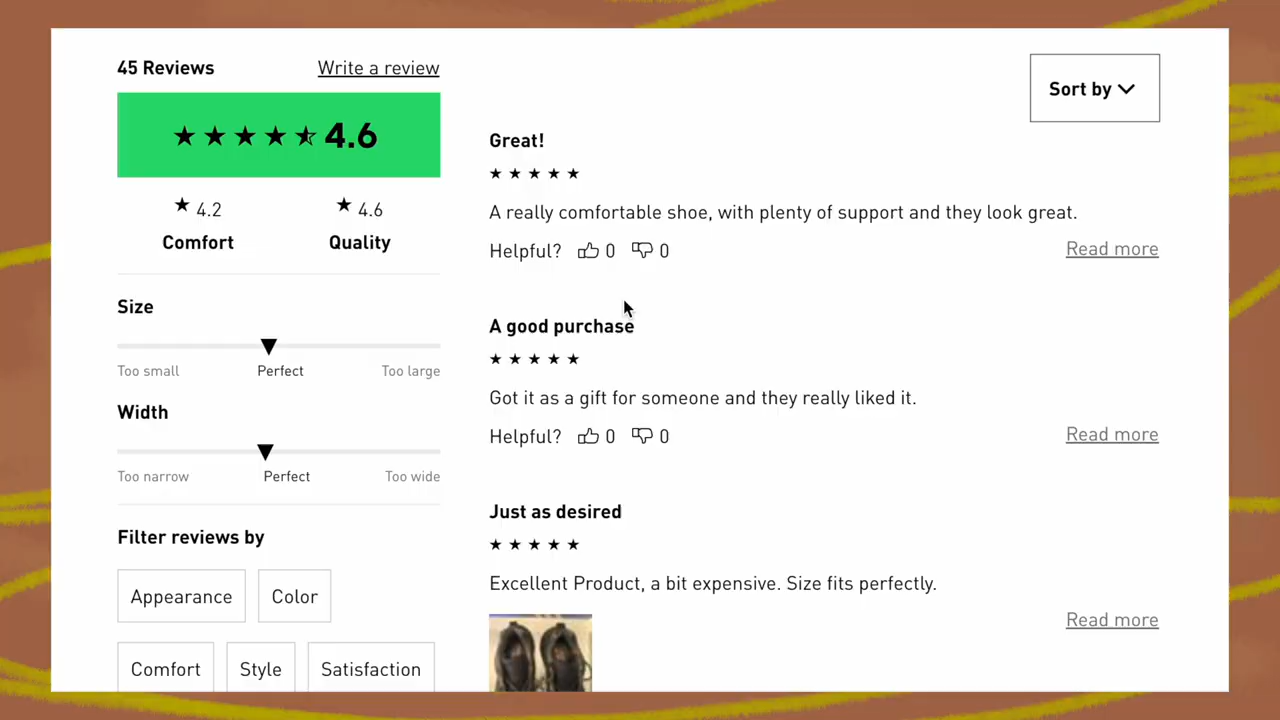 45 Reviews
Write a review
4.6
4.2
4.6
Comfort
Quality
Size
Too small
Perfect
Too large
Width
Too narrow
Perfect
Too wide
Filter reviews by
Appearance
Color
Comfort
Style
Satisfaction
Sort by
Great!
A really comfortable shoe, with plenty of support and they look great.
Helpful? 0 0
Read more
A good purchase
Got it as a gift for someone and they really liked it.
Helpful? 0 0
Read more
Just as desired
Excellent Product, a bit expensive. Size fits perfectly.
Read more